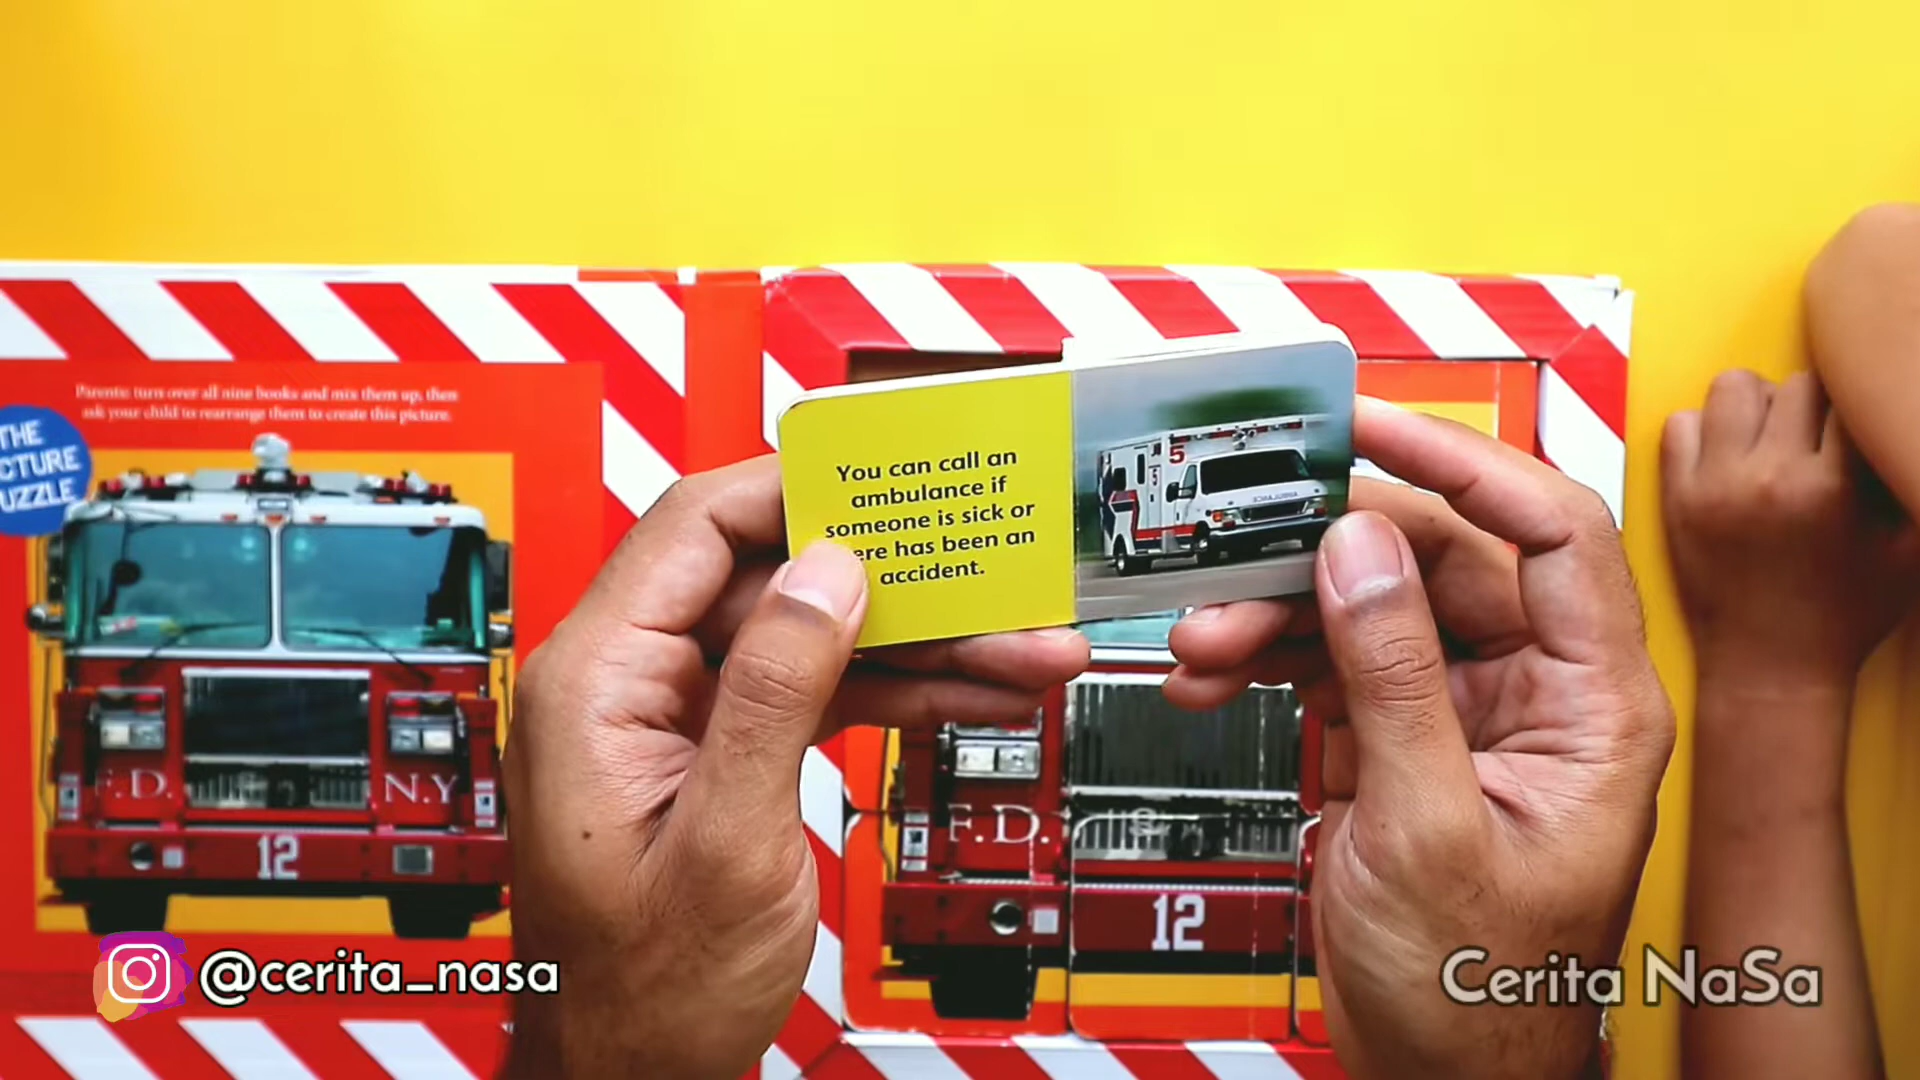 Parents: turn over all nine books and mix them up, then
ask your child to rearrange them to create this picture.
THE
CTURE
UZZLE
You can call an
ambulance if
someone is sick or
ere has been an
accident.
5
5
AMBULANCE
F.D.
N.Y
12
F.D.
12
@cerita_nasa
Cerita NaSa